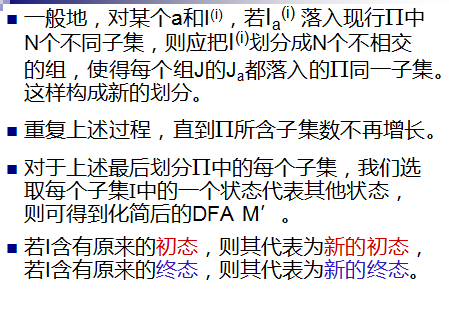 一般地，对某个a和I(i)，若Ia(i) 落入现行∏中
N个不同子集，则应把I(i)划分成N个不相交
的组，使得每个组J的Ja都落入的∏同一子集。
这样构成新的划分。
重复上述过程，直到∏所含子集数不再增长。
对于上述最后划分∏中的每个子集，我们选
取每个子集I中的一个状态代表其他状态，
则可得到化简后的DFA M′。
若I含有原来的初态，则其代表为新的初态，
若I含有原来的终态，则其代表为新的终态。